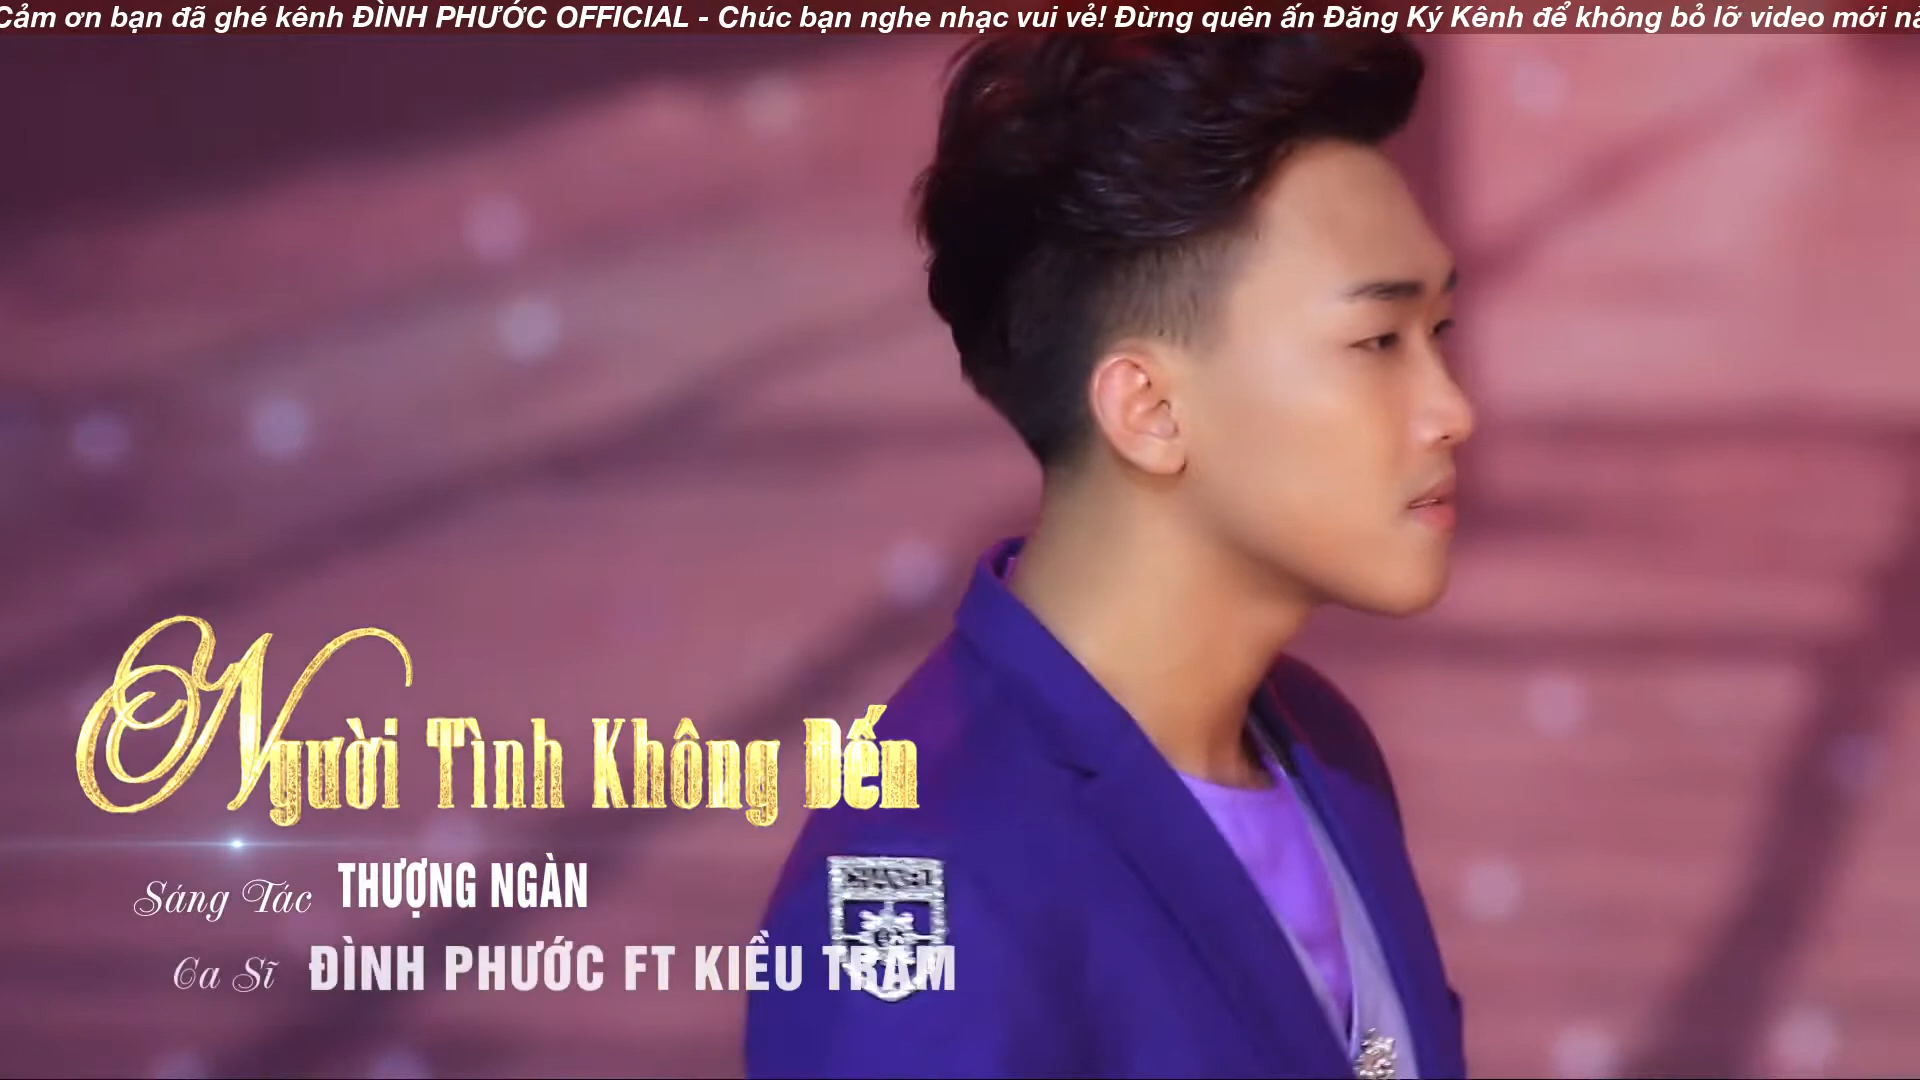 Cảm ơn bạn đã ghé kênh ĐÌNH PHƯỚC OFFICIAL - Chúc bạn nghe nhạc vui vẻ! Đừng quên ấn Đăng Ký Kênh để không bỏ lỡ video mới
Người Tình Không Đến
Sáng Tác THƯỢNG NGÀN
Ca Sĩ ĐÌNH PHƯỚC FT KIỀU TRÂM